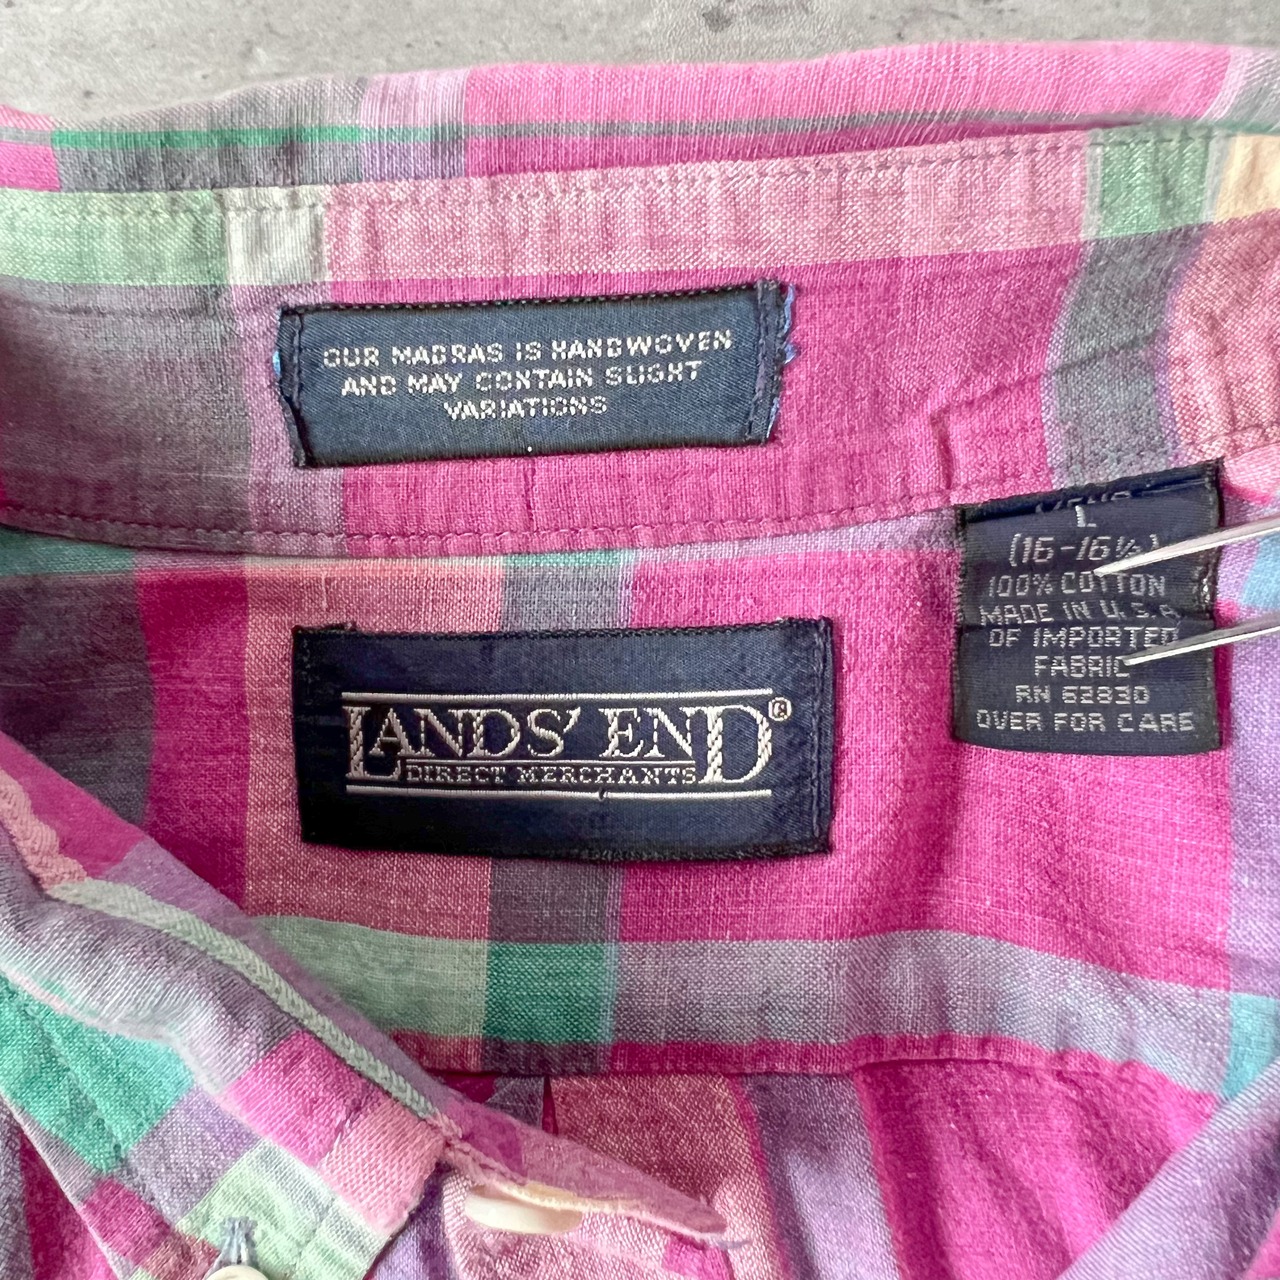 OUR MADRAS IS HANDWOVEN
AND MAY CONTAIN SLIGHT
VARIATIONS
L
(16-16½)
100% COTTON
MADE IN U.S.A
OF IMPORTED
FABRIC
RN 62830
OVER FOR CARE
LANDS' END®
DIRECT MERCHANTS